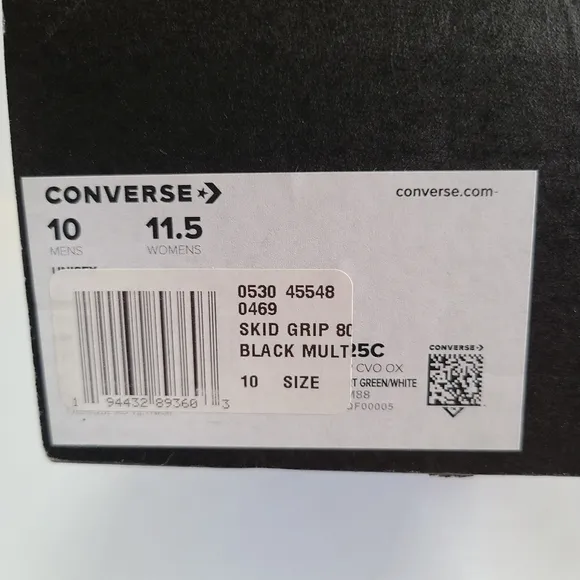 CONVERSE
converse.com
10 11.5
MENS WOMENS
0530 45548
0469
SKID GRIP 80
BLACK MULT
10 SIZE
1 94432 89360 3
25C
CVO OX
T GREEN/WHITE
CONVERSE